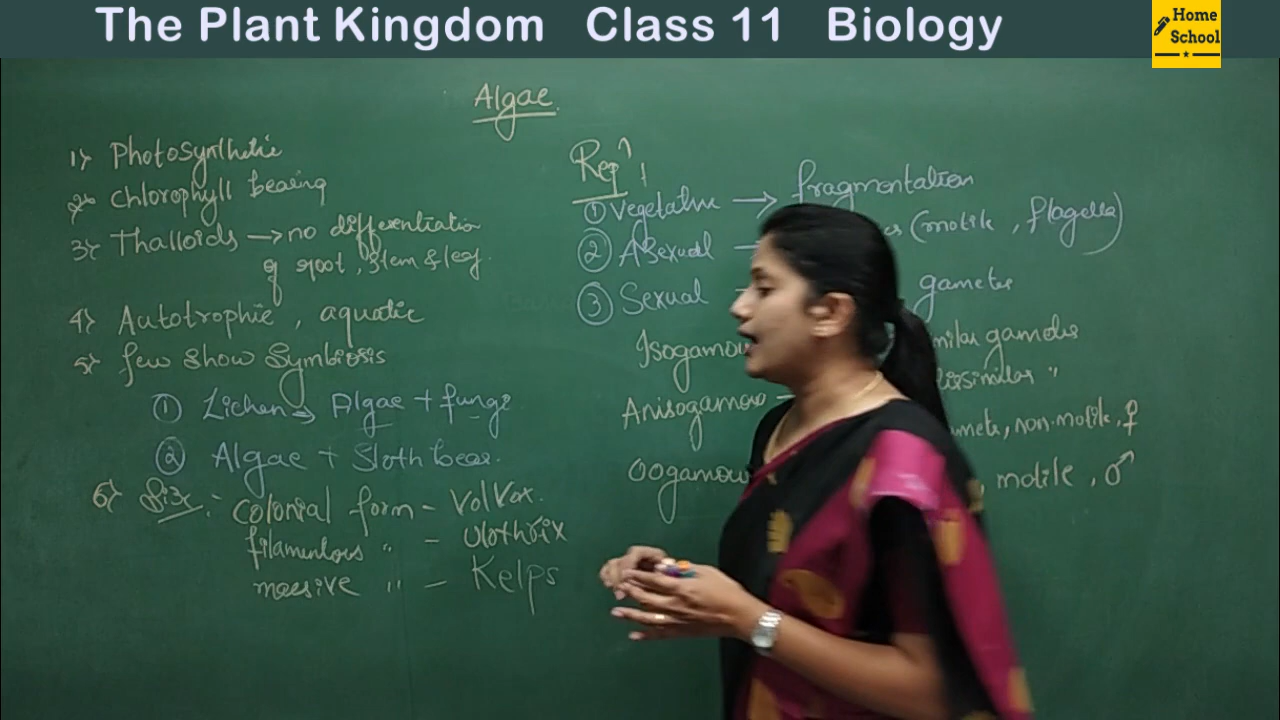 The Plant Kingdom Class 11 Biology
Home
School
Algae
1) Photosynthetic
2) Chlorophyll bearing
3) Thalloids → no differentiation
of root, stem & leaf.
4) Autotrophic, aquatic
5) few show Symbiosis
① Lichens → Algae + fungi
② Algae + Sloth bear.
6) Size: Colonial form - Volvox.
filamentous " - Ulothrix
massive " - Kelps
Repn:
① Vegetative → fragmentation
② Asexual → (motile, flagella)
③ Sexual gametes
Isogamous gametes
Anisogamous - dissimilar "
non-motile, ♀
Oogamous , motile, ♂